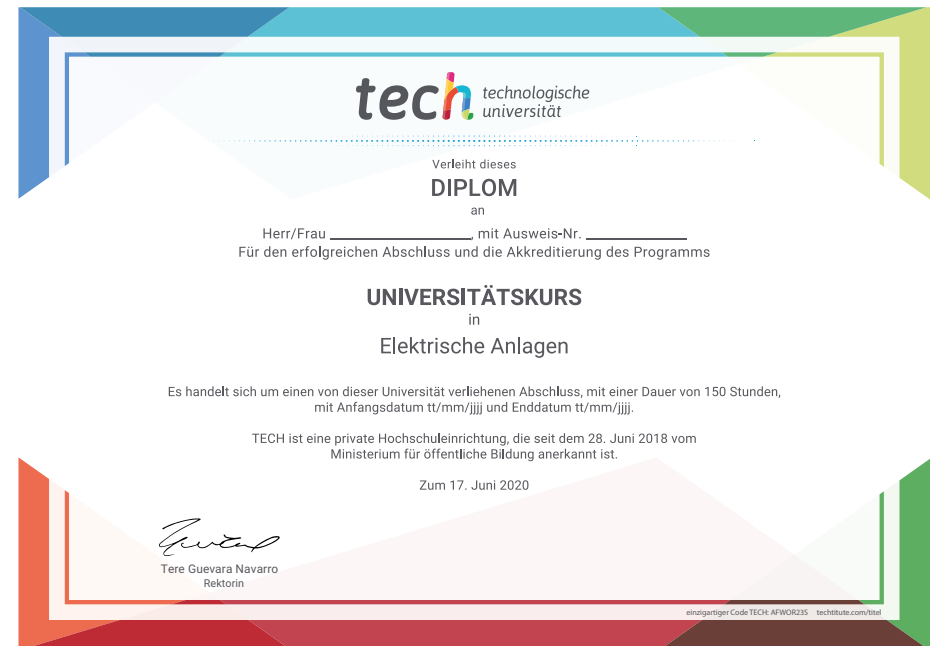 tech technologische
universität
Verleiht dieses
DIPLOM
an
Herr/Frau ____________________, mit Ausweis-Nr. ______________
Für den erfolgreichen Abschluss und die Akkreditierung des Programms
UNIVERSITÄTSKURS
in
Elektrische Anlagen
Es handelt sich um einen von dieser Universität verliehenen Abschluss, mit einer Dauer von 150 Stunden,
mit Anfangsdatum tt/mm/jjjj und Enddatum tt/mm/jjjj.
TECH ist eine private Hochschuleinrichtung, die seit dem 28. Juni 2018 vom
Ministerium für öffentliche Bildung anerkannt ist.
Zum 17. Juni 2020
Tere Guevara Navarro
Rektorin
einzigartiger Code TECH: AFWOR23S techtitute.com/titel